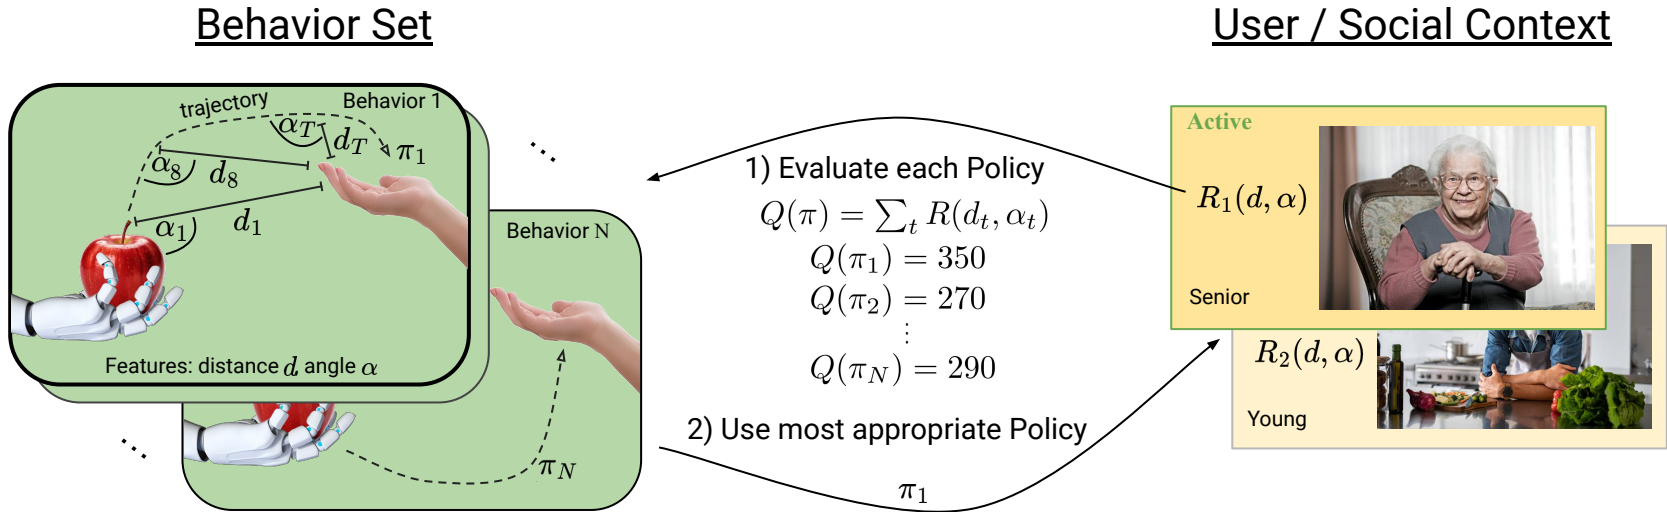 Behavior Set
User / Social Context
trajectory
Behavior 1
α_T
d_T
π_1
α_8
d_8
α_1
d_1
Features: distance d angle α
Behavior N
π_N
1) Evaluate each Policy
Q(π) = ∑_t R(d_t, α_t)
Q(π_1) = 350
Q(π_2) = 270
⋮
Q(π_N) = 290
2) Use most appropriate Policy
π_1
Active
R_1(d, α)
Senior
R_2(d, α)
Young